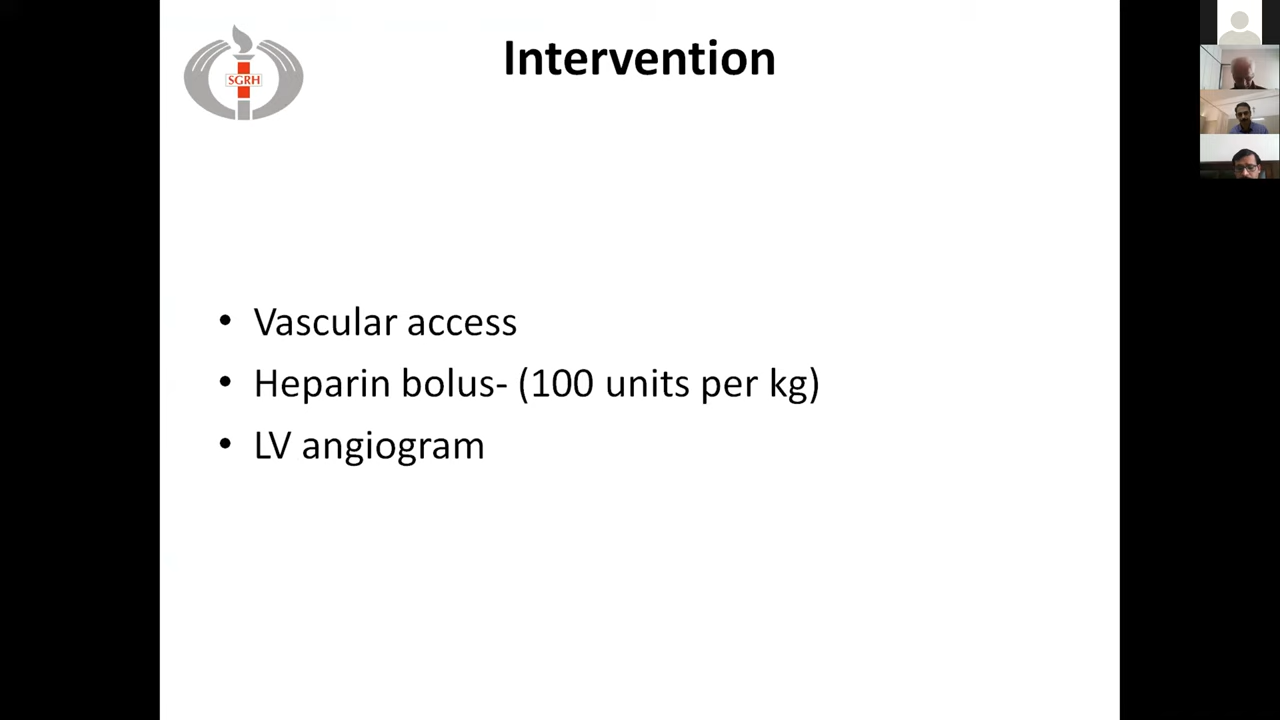 SGRH
Intervention
• Vascular access
• Heparin bolus- (100 units per kg)
• LV angiogram